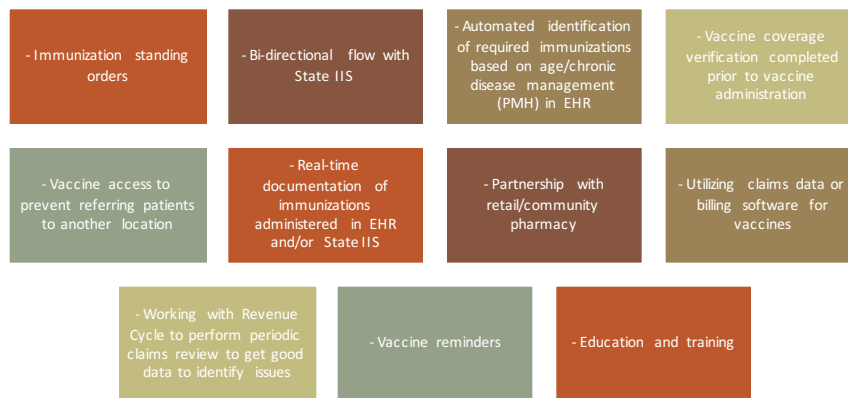 - Immunization standing
orders
- Bi-directional flow with
State IIS
- Automated identification
of required immunizations
based on age/chronic
disease management
(PMH) in EHR
- Vaccine coverage
verification completed
prior to vaccine
administration
- Vaccine access to
prevent referring patients
to another location
- Real-time
documentation of
immunizations
administered in EHR
and/or State IIS
- Partnership with
retail/community
pharmacy
- Utilizing claims data or
billing software for
vaccines
- Working with Revenue
Cycle to perform periodic
claims review to get good
data to identify issues
- Vaccine reminders
- Education and training